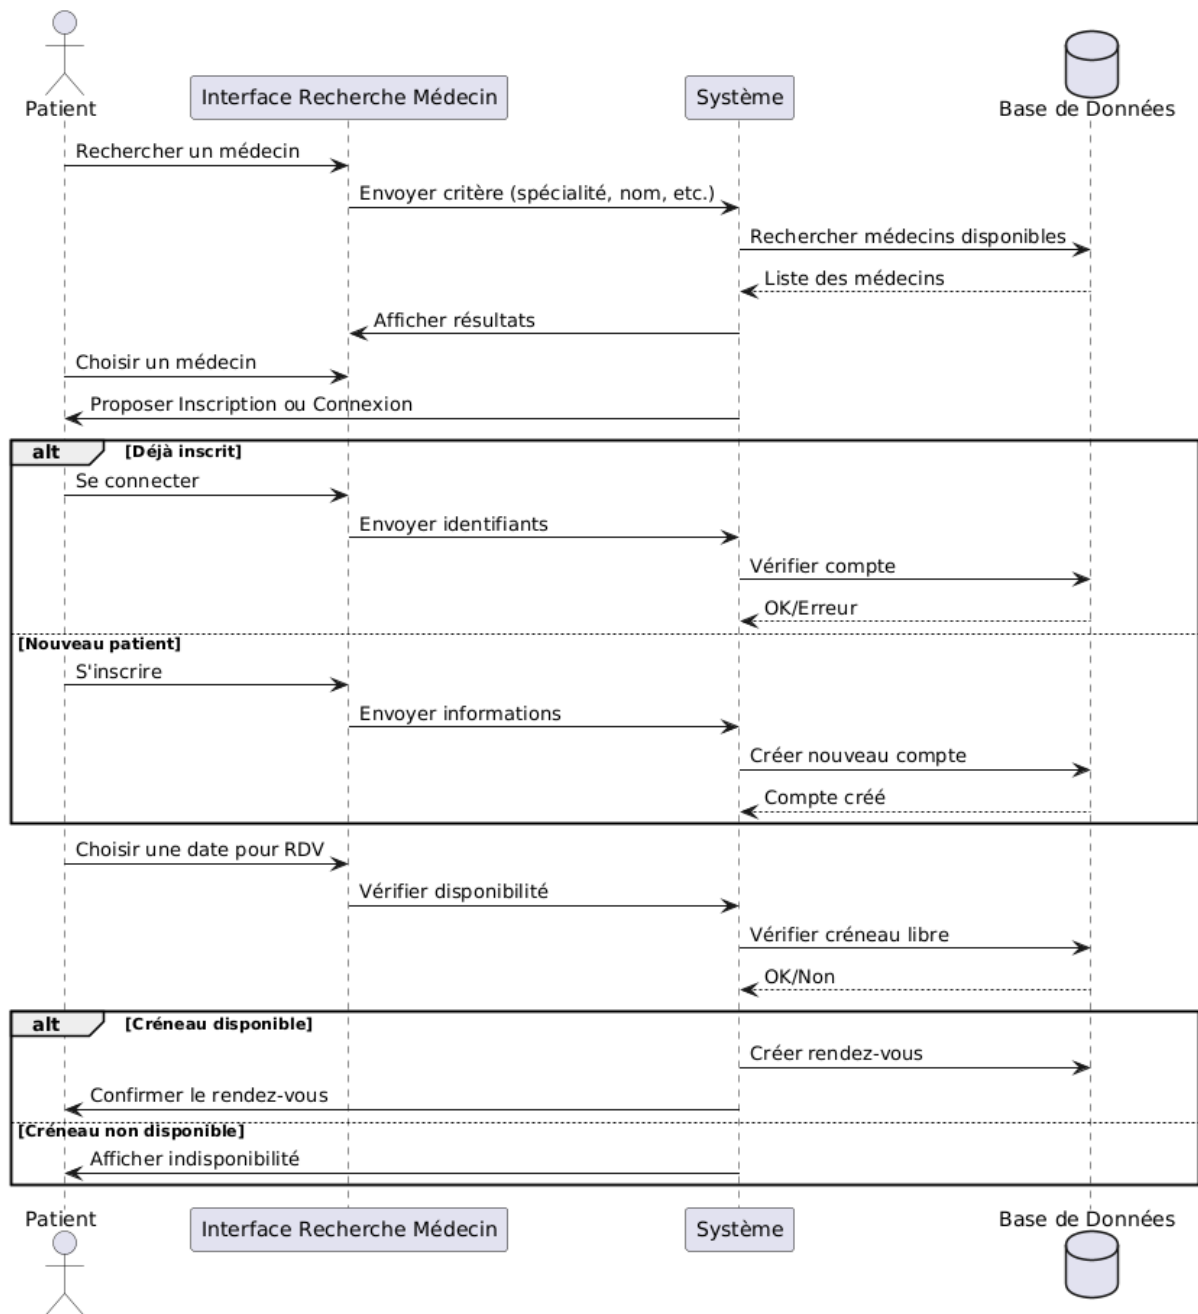 Patient
Interface Recherche Médecin
Système
Base de Données
Rechercher un médecin
Envoyer critère (spécialité, nom, etc.)
Rechercher médecins disponibles
Liste des médecins
Afficher résultats
Choisir un médecin
Proposer Inscription ou Connexion
alt [Déjà inscrit]
Se connecter
Envoyer identifiants
Vérifier compte
OK/Erreur
[Nouveau patient]
S'inscrire
Envoyer informations
Créer nouveau compte
Compte créé
Choisir une date pour RDV
Vérifier disponibilité
Vérifier créneau libre
OK/Non
alt [Créneau disponible]
Créer rendez-vous
Confirmer le rendez-vous
[Créneau non disponible]
Afficher indisponibilité
Patient
Interface Recherche Médecin
Système
Base de Données